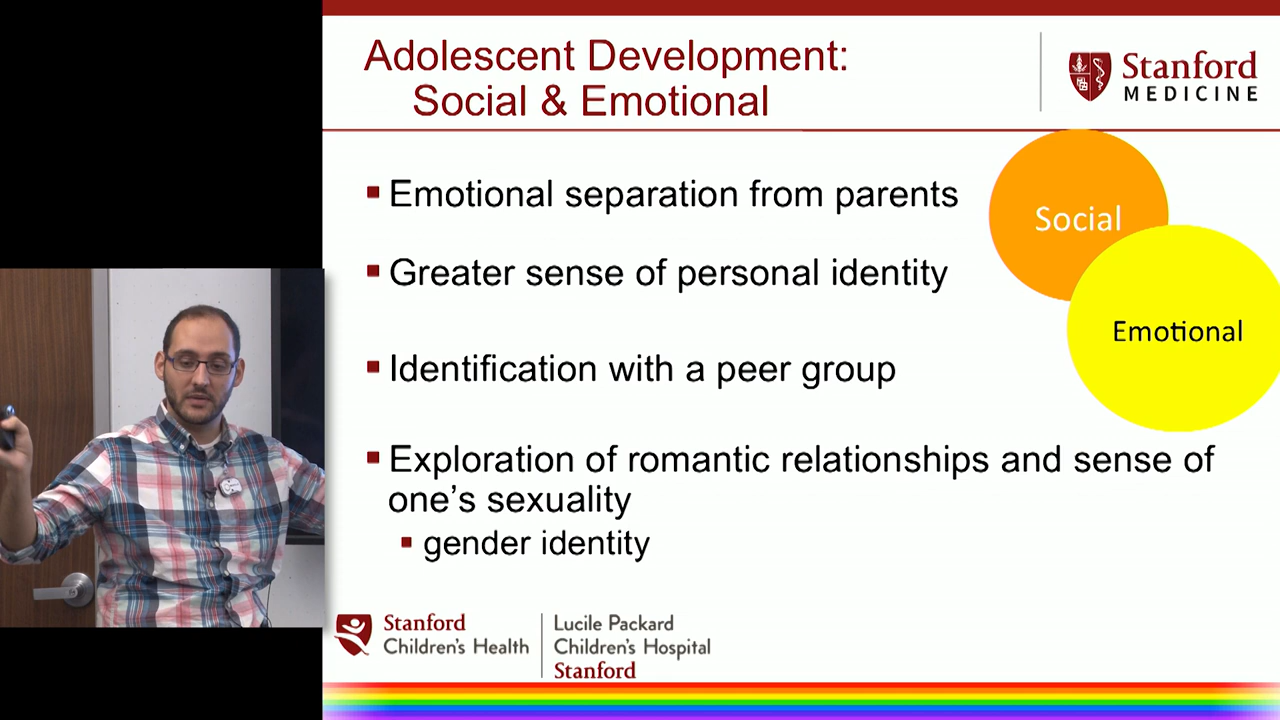 Adolescent Development:
Social & Emotional
Stanford
MEDICINE
▪ Emotional separation from parents
Social
▪ Greater sense of personal identity
Emotional
▪ Identification with a peer group
▪ Exploration of romantic relationships and sense of
one's sexuality
▪ gender identity
Stanford
Children's Health
Lucile Packard
Children's Hospital
Stanford